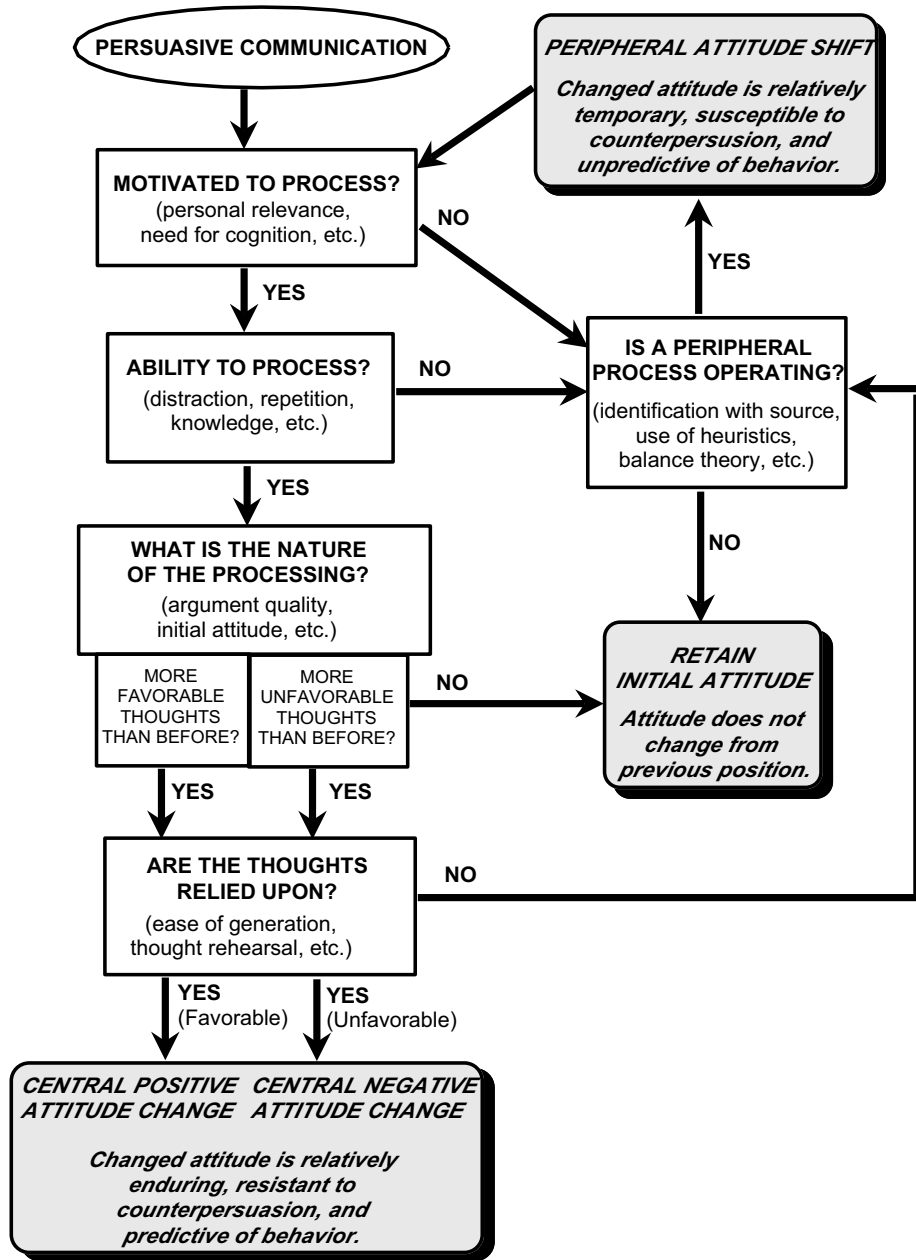 PERSUASIVE COMMUNICATION
PERIPHERAL ATTITUDE SHIFT
Changed attitude is relatively
temporary, susceptible to
counterpersusion, and
unpredictive of behavior.
MOTIVATED TO PROCESS?
(personal relevance,
need for cognition, etc.)
NO
YES
YES
ABILITY TO PROCESS?
(distraction, repetition,
knowledge, etc.)
NO
IS A PERIPHERAL
PROCESS OPERATING?
(identification with source,
use of heuristics,
balance theory, etc.)
YES
NO
WHAT IS THE NATURE
OF THE PROCESSING?
(argument quality,
initial attitude, etc.)
MORE
FAVORABLE
THOUGHTS
THAN BEFORE?
MORE
UNFAVORABLE
THOUGHTS
THAN BEFORE?
NO
RETAIN
INITIAL ATTITUDE
Attitude does not
change from
previous position.
YES
YES
ARE THE THOUGHTS
RELIED UPON?
(ease of generation,
thought rehearsal, etc.)
NO
YES
(Favorable)
YES
(Unfavorable)
CENTRAL POSITIVE
ATTITUDE CHANGE
CENTRAL NEGATIVE
ATTITUDE CHANGE
Changed attitude is relatively
enduring, resistant to
counterpersuasion, and
predictive of behavior.